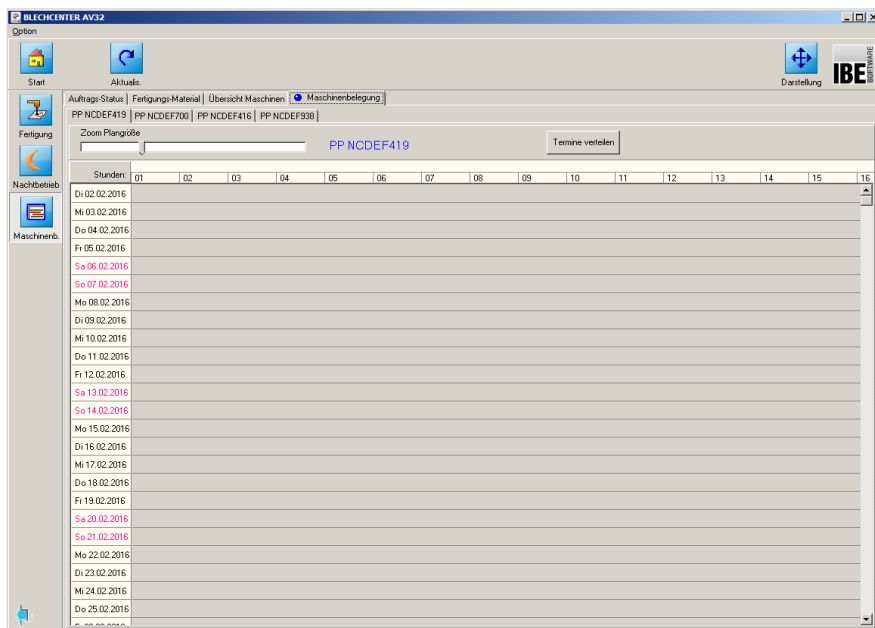 BLECHCENTER AV32
Option
Start
Aktualis.
Darstellung
IBE SOFTWARE
Fertigung
Nachtbetrieb
Maschinenb.
Auftrags-Status Fertigungs-Material Übersicht Maschinen Maschinenbelegung
PP NCDEF419 PP NCDEF700 PP NCDEF416 PP NCDEF938
Zoom Plangröße
PP NCDEF419
Termine verteilen
Stunden: 01 02 03 04 05 06 07 08 09 10 11 12 13 14 15 16
Di 02.02.2016
Mi 03.02.2016
Do 04.02.2016
Fr 05.02.2016
Sa 06.02.2016
So 07.02.2016
Mo 08.02.2016
Di 09.02.2016
Mi 10.02.2016
Do 11.02.2016
Fr 12.02.2016
Sa 13.02.2016
So 14.02.2016
Mo 15.02.2016
Di 16.02.2016
Mi 17.02.2016
Do 18.02.2016
Fr 19.02.2016
Sa 20.02.2016
So 21.02.2016
Mo 22.02.2016
Di 23.02.2016
Mi 24.02.2016
Do 25.02.2016